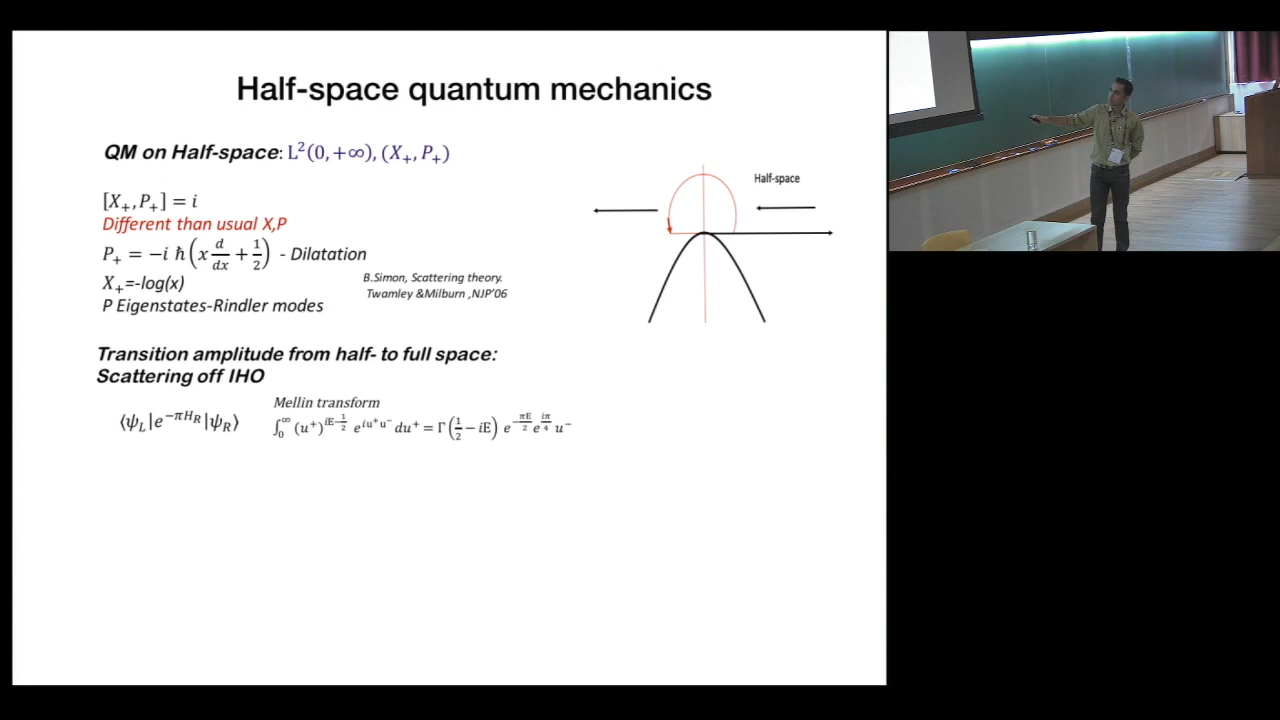 Half-space quantum mechanics
QM on Half-space: L²(0, +∞), (X₊, P₊)
[X₊, P₊] = i
Different than usual X,P
P₊ = −i ħ(x d/dx + 1/2) - Dilatation
X₊=-log(x)
B.Simon, Scattering theory.
Twamley &Milburn ,NJP'06
P Eigenstates-Rindler modes
Half-space
Transition amplitude from half- to full space:
Scattering off IHO
Mellin transform
⟨ψ_L|e^{−πH_R}|ψ_R⟩
∫₀^∞ (u⁺)^{iE−1/2} e^{iu⁺u⁻} du⁺ = Γ(1/2 − iE) e^{−πE/2} e^{iπ/4} u⁻